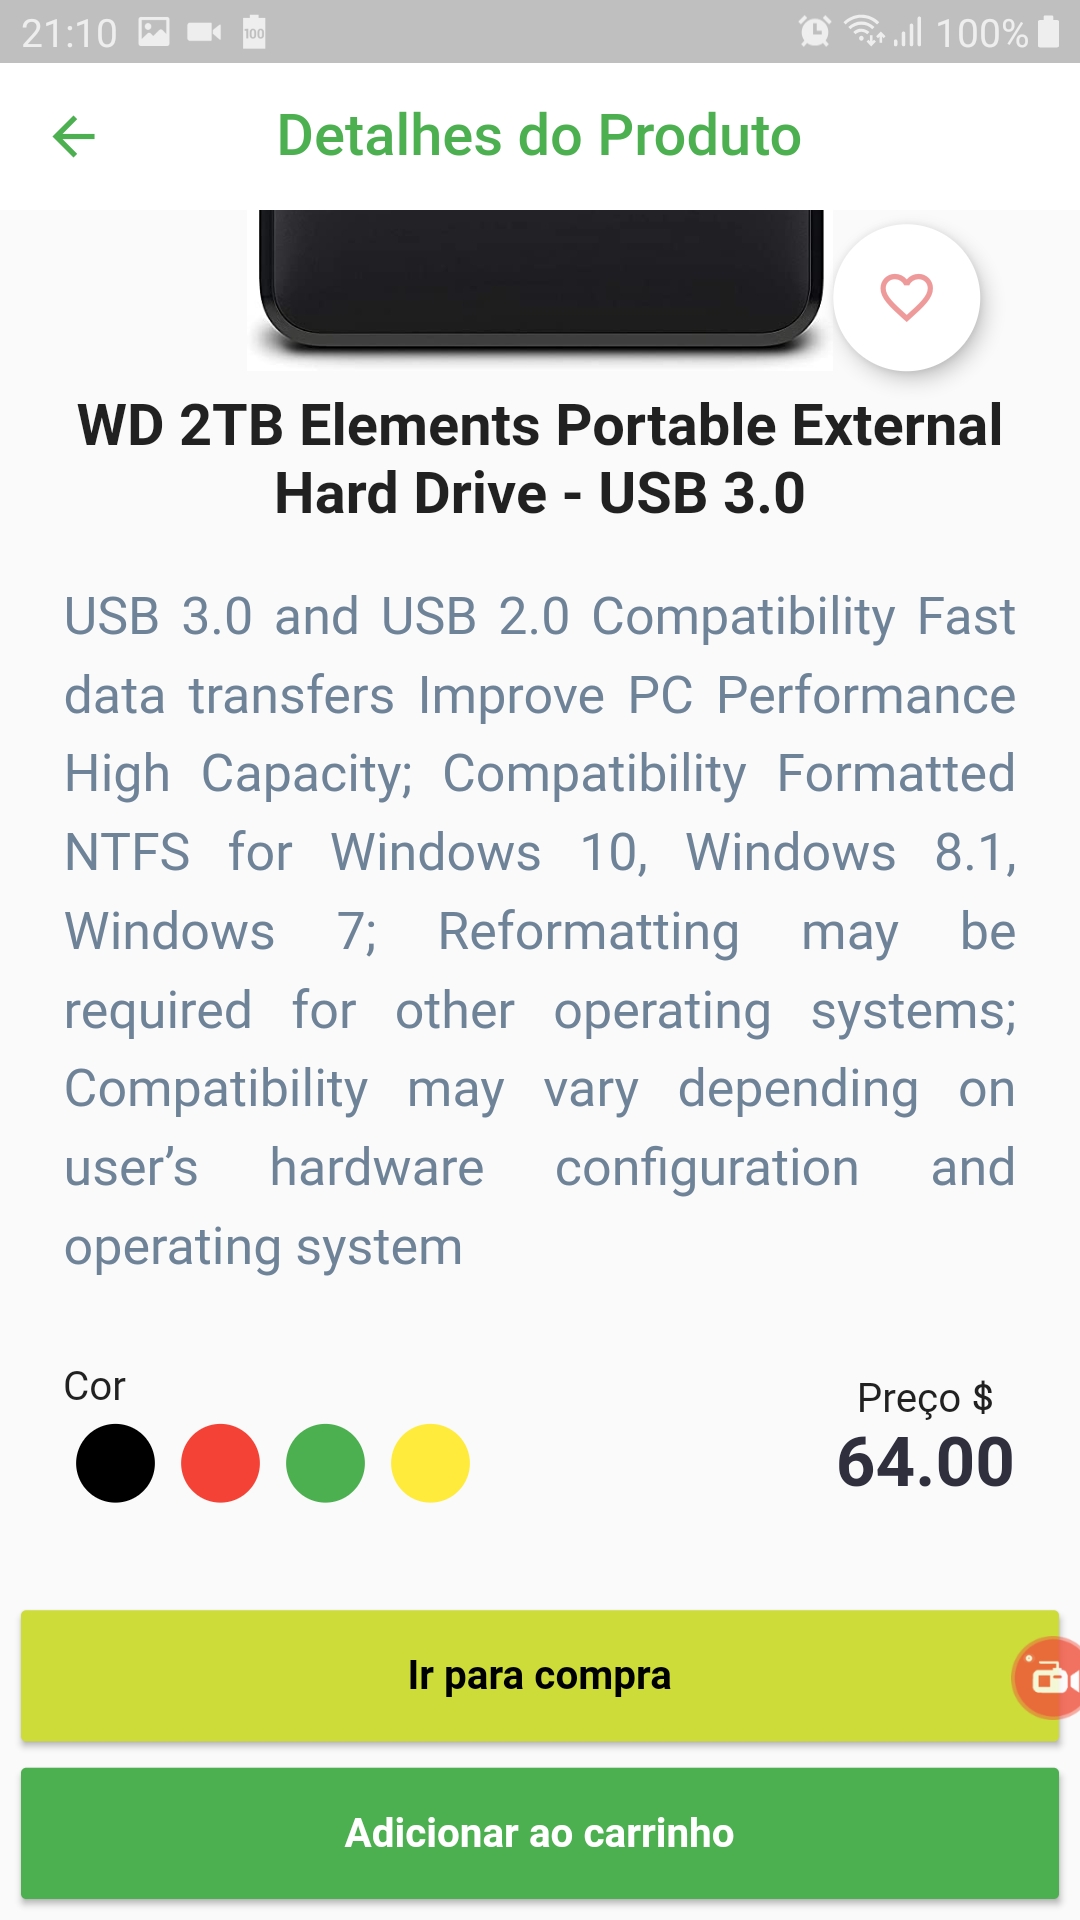 21:10 100 100%
Detalhes do Produto
WD 2TB Elements Portable External
Hard Drive - USB 3.0
USB 3.0 and USB 2.0 Compatibility Fast
data transfers Improve PC Performance
High Capacity; Compatibility Formatted
NTFS for Windows 10, Windows 8.1,
Windows 7; Reformatting may be
required for other operating systems;
Compatibility may vary depending on
user’s hardware configuration and
operating system
Cor
Preço $
64.00
Ir para compra
Adicionar ao carrinho